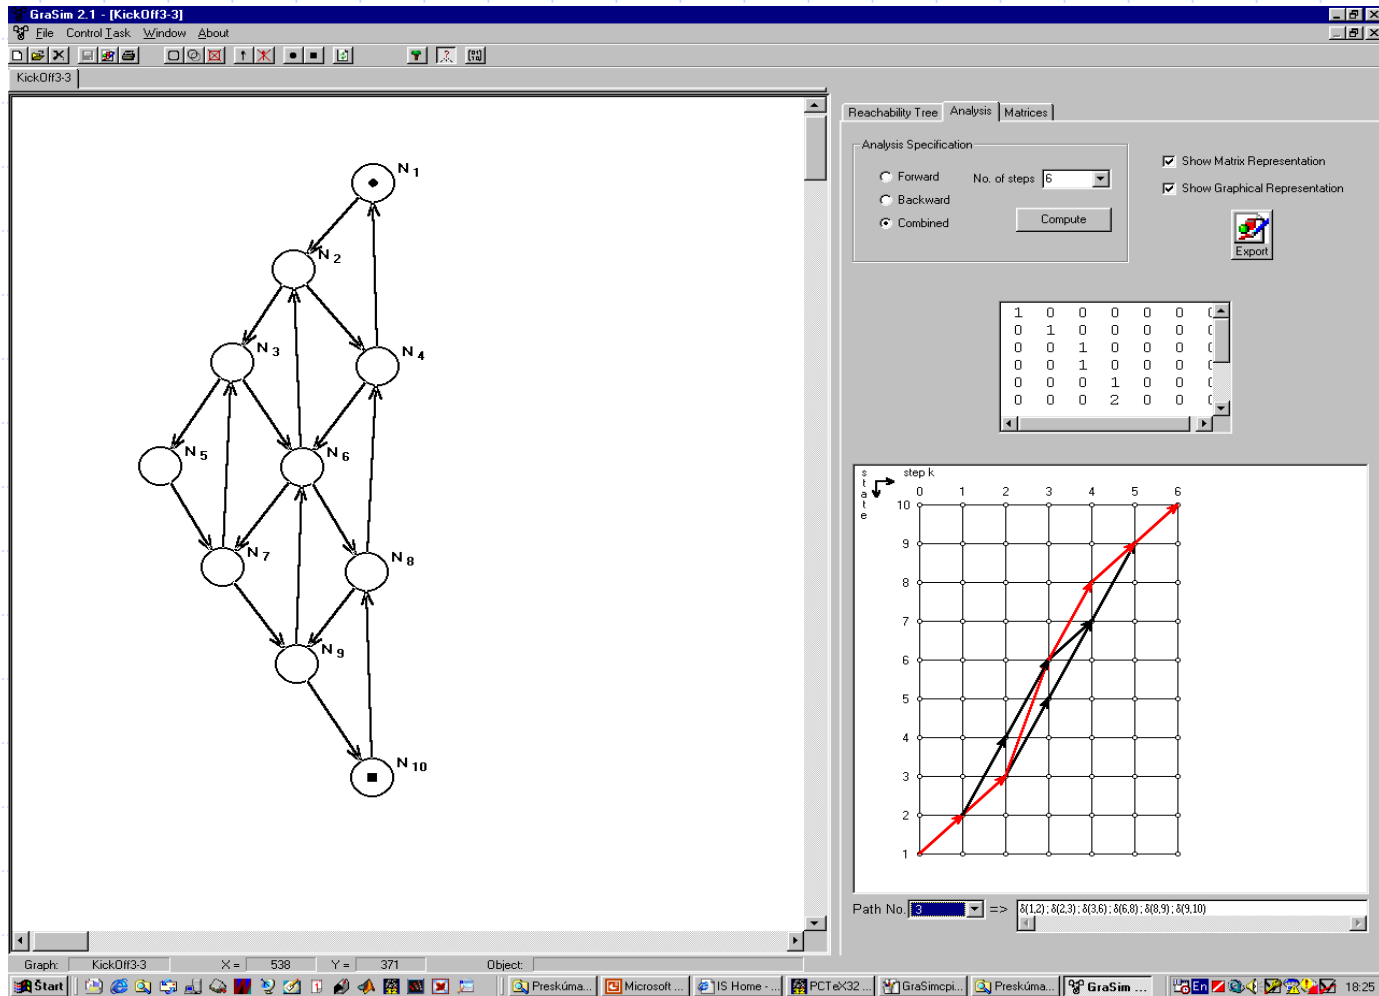 GraSim 2.1 - [KickOff3-3]
File Control Task Window About
KickOff3-3
Reachability Tree Analysis Matrices
Analysis Specification
Forward No. of steps 6
Backward
Combined Compute
Show Matrix Representation
Show Graphical Representation
Export
N 1
N 2
N 3
N 4
N 5
N 6
N 7
N 8
N 9
N 10
1 0 0 0 0 0
0 1 0 0 0 0
0 0 1 0 0 0
0 0 1 0 0 0
0 0 0 1 0 0
0 0 0 2 0 0
state
step k
0 1 2 3 4 5 6
10
9
8
7
6
5
4
3
2
1
Path No. 3 => δ(1,2) ; δ(2,3) ; δ(3,6) ; δ(6,8) ; δ(8,9) ; δ(9,10)
Graph: KickOff3-3 X = 538 Y = 371 Object:
Štart Preskúma... Microsoft ... IS Home - ... PCTeX32 ... GraSimcpi... Preskúma... GraSim ... En 18:25